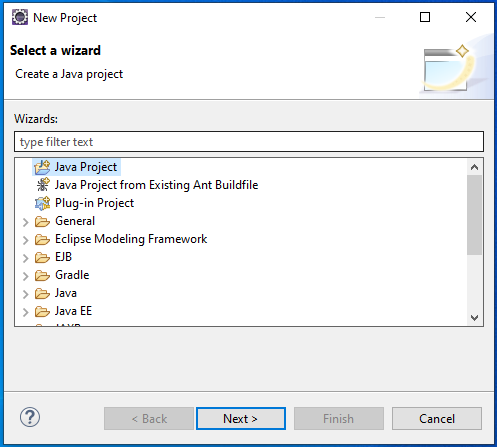 New Project
Select a wizard
Create a Java project
Wizards:
type filter text
Java Project
Java Project from Existing Ant Buildfile
Plug-in Project
General
Eclipse Modeling Framework
EJB
Gradle
Java
Java EE
? < Back Next > Finish Cancel